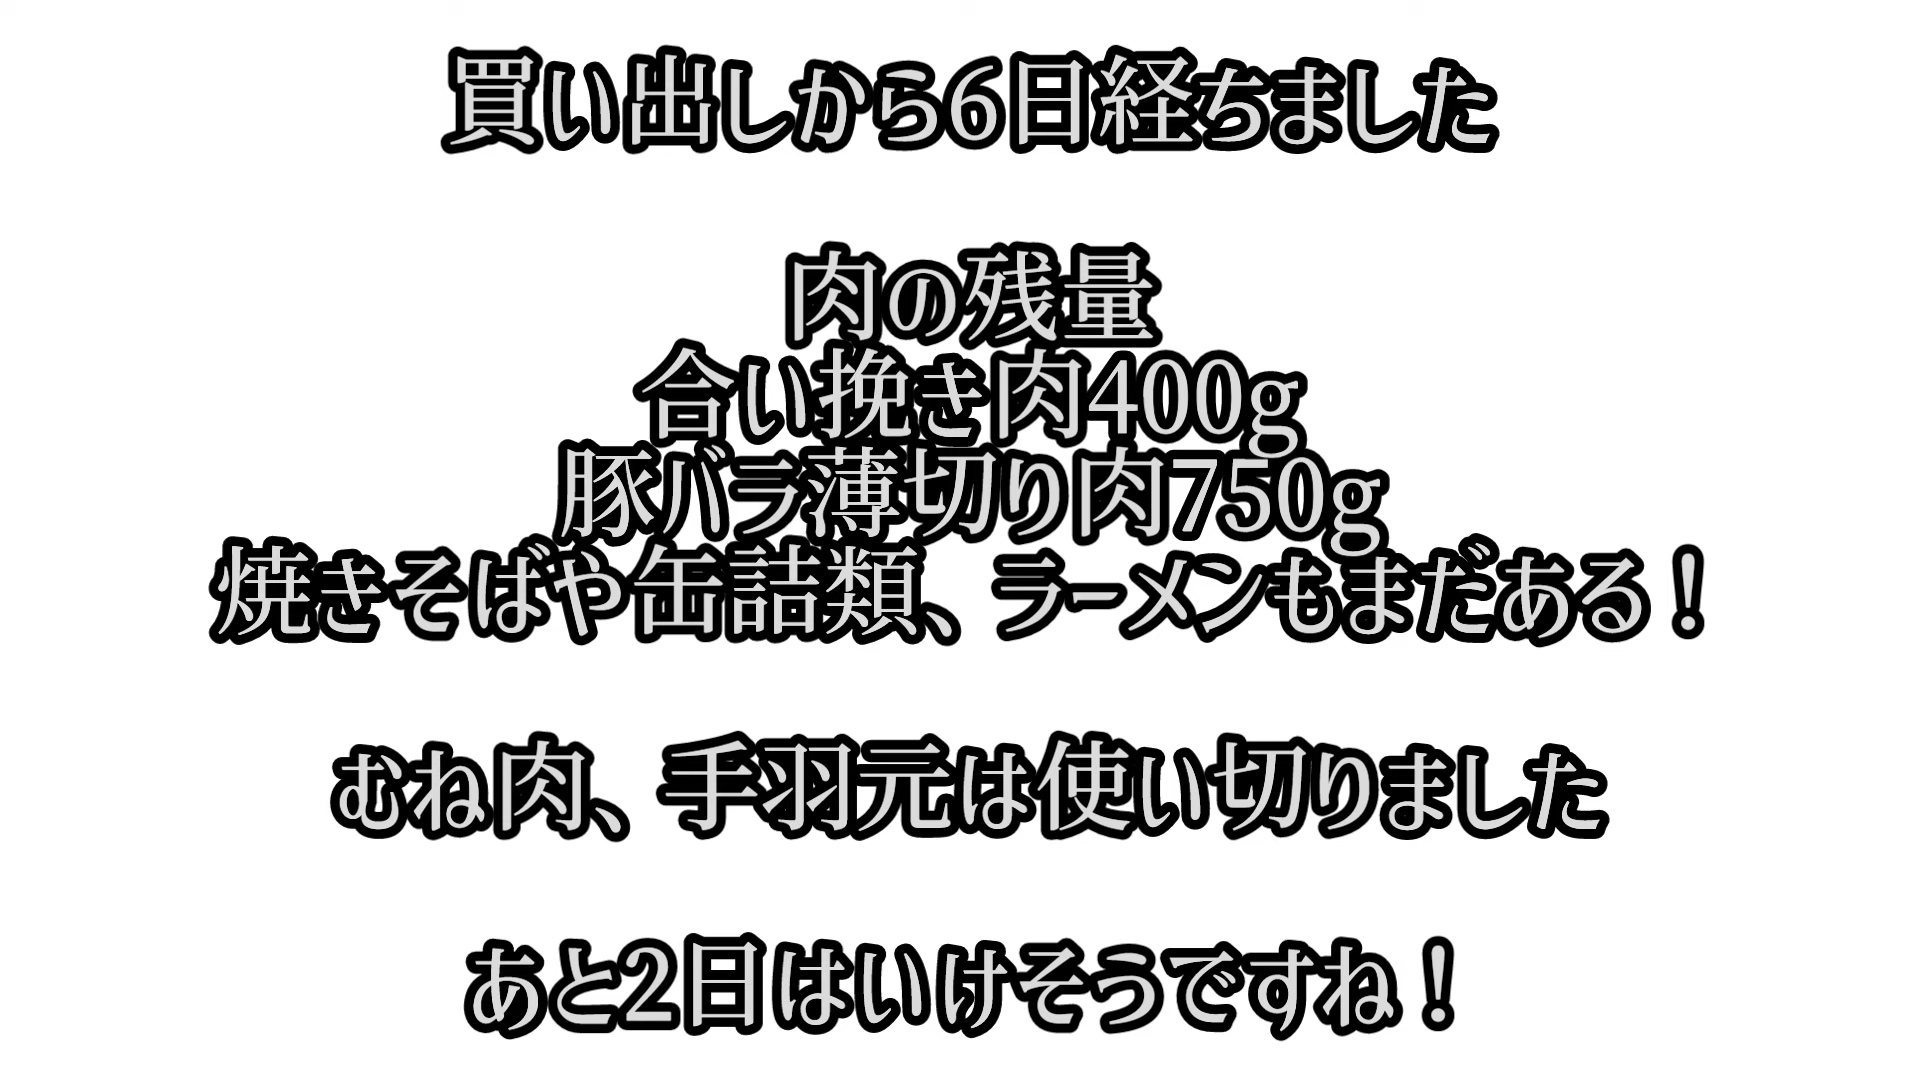 買い出しから6日経ちました
肉の残量
合い挽き肉400g
豚バラ薄切り肉750g
焼きそばや缶詰類、ラーメンもまだある！
むね肉、手羽元は使い切りました
あと2日はいけそうですね！